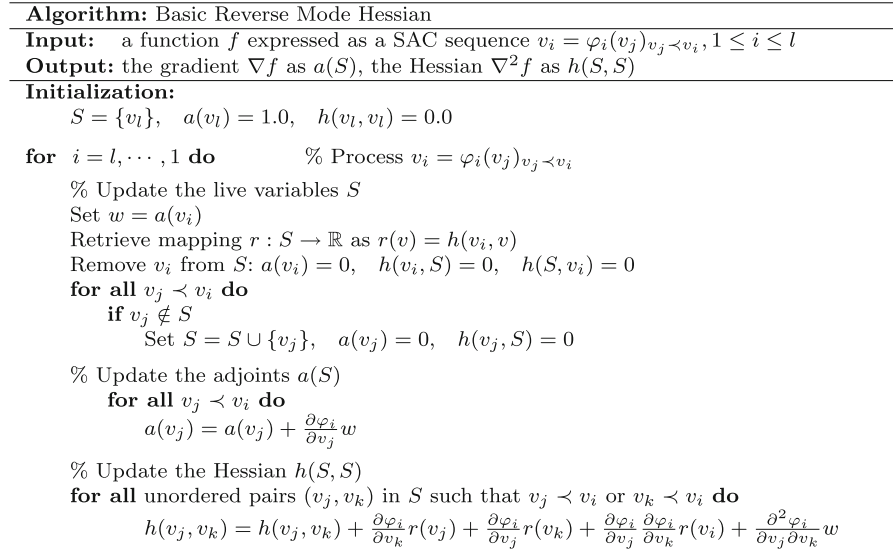 Algorithm: Basic Reverse Mode Hessian
Input: a function f expressed as a SAC sequence v_i = φ_i(v_j)_{v_j≺v_i}, 1 ≤ i ≤ l
Output: the gradient ∇f as a(S), the Hessian ∇²f as h(S, S)
Initialization:
S = {v_l}, a(v_l) = 1.0, h(v_l, v_l) = 0.0
for i = l, ⋯ , 1 do % Process v_i = φ_i(v_j)_{v_j≺v_i}
% Update the live variables S
Set w = a(v_i)
Retrieve mapping r : S → ℝ as r(v) = h(v_i, v)
Remove v_i from S: a(v_i) = 0, h(v_i, S) = 0, h(S, v_i) = 0
for all v_j ≺ v_i do
if v_j ∉ S
Set S = S ∪ {v_j}, a(v_j) = 0, h(v_j, S) = 0
% Update the adjoints a(S)
for all v_j ≺ v_i do
a(v_j) = a(v_j) + ∂φ_i/∂v_j w
% Update the Hessian h(S, S)
for all unordered pairs (v_j, v_k) in S such that v_j ≺ v_i or v_k ≺ v_i do
h(v_j, v_k) = h(v_j, v_k) + ∂φ_i/∂v_k r(v_j) + ∂φ_i/∂v_j r(v_k) + ∂φ_i/∂v_j ∂φ_i/∂v_k r(v_i) + ∂²φ_i/∂v_j∂v_k w